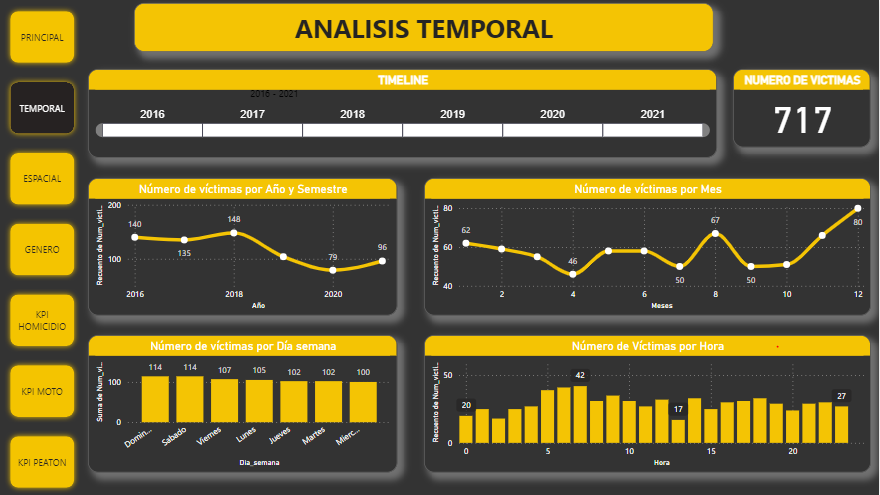 ANALISIS TEMPORAL
PRINCIPAL
TEMPORAL
ESPACIAL
GENERO
KPI
HOMICIDIO
KPI MOTO
KPI PEATON
TIMELINE
2016 - 2021
2016 2017 2018 2019 2020 2021
NUMERO DE VICTIMAS
717
Número de víctimas por Año y Semestre
Recuento de Num_vícti...
200
100
140
135
148
79
96
2016 2018 2020
Año
Número de víctimas por Mes
Recuento de Num_vícti...
80
60
40
62
46
50
67
50
80
2 4 6 8 10 12
Meses
Número de víctimas por Día semana
Suma de Num_vi...
100
0
114 114 107 105 102 102 100
Domin... Sabado Viernes Lunes Jueves Martes Mierc...
Dia_semana
Número de Víctimas por Hora
Recuento de Num_vícti...
50
0
20
42
17
27
0 5 10 15 20
Hora